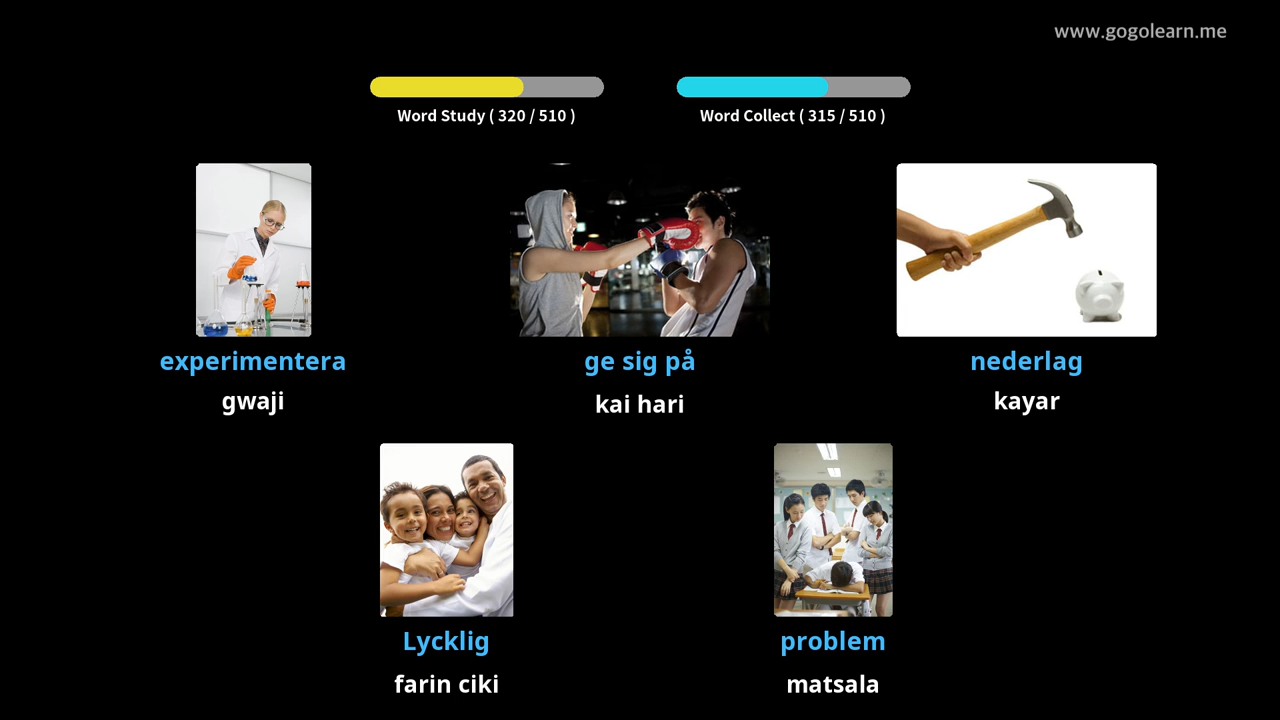 www.gogolearn.me
Word Study ( 320 / 510 )
Word Collect ( 315 / 510 )
experimentera
gwaji
ge sig på
kai hari
nederlag
kayar
Lycklig
farin ciki
problem
matsala